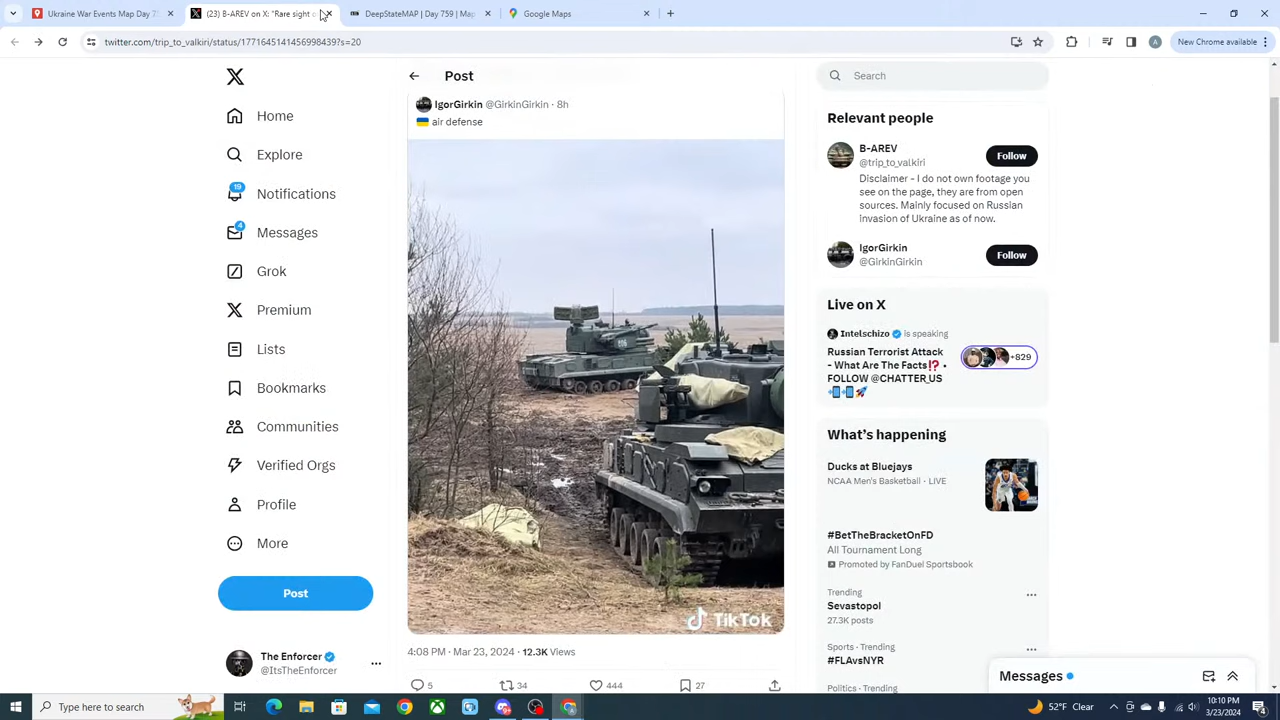 Ukraine War Events Map Day 75
(23) B-AREV on X: "Rare sight o
DeepStateMAP | Day 759 | Map
Google Maps
twitter.com/trip_to_valkiri/status/1771645141456998439?s=20
New Chrome available
Home
Explore
19
Notifications
4
Messages
Grok
Premium
Lists
Bookmarks
Communities
Verified Orgs
Profile
More
Post
The Enforcer
@ItsTheEnforcer
Post
IgorGirkin @GirkinGirkin · 8h
🇺🇦 air defense
TikTok
4:08 PM · Mar 23, 2024 · 12.3K Views
5
34
444
27
Search
Relevant people
B-AREV
@trip_to_valkiri
Follow
Disclaimer - I do not own footage you
see on the page, they are from open
sources. Mainly focused on Russian
invasion of Ukraine as of now.
IgorGirkin
@GirkinGirkin
Follow
Live on X
Intelschizo is speaking
Russian Terrorist Attack
- What Are The Facts⁉️ •
FOLLOW @CHATTER_US
📲📲🚀
+829
What's happening
Ducks at Bluejays
NCAA Men's Basketball · LIVE
#BetTheBracketOnFD
All Tournament Long
Promoted by FanDuel Sportsbook
Trending
Sevastopol
27.3K posts
Sports · Trending
#FLAvsNYR
Politics · Trending
Messages
Type here to search
52°F Clear
10:10 PM
3/23/2024